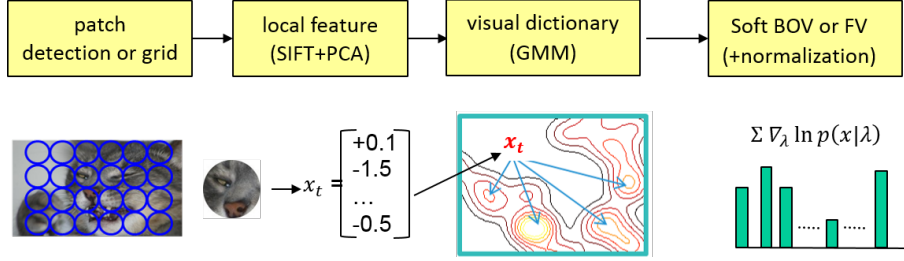 patch
detection or grid
local feature
(SIFT+PCA)
visual dictionary
(GMM)
Soft BOV or FV
(+normalization)
x_t =
+0.1
-1.5
...
-0.5
x_t
Σ ∇_λ ln p(x|λ)
..... .....